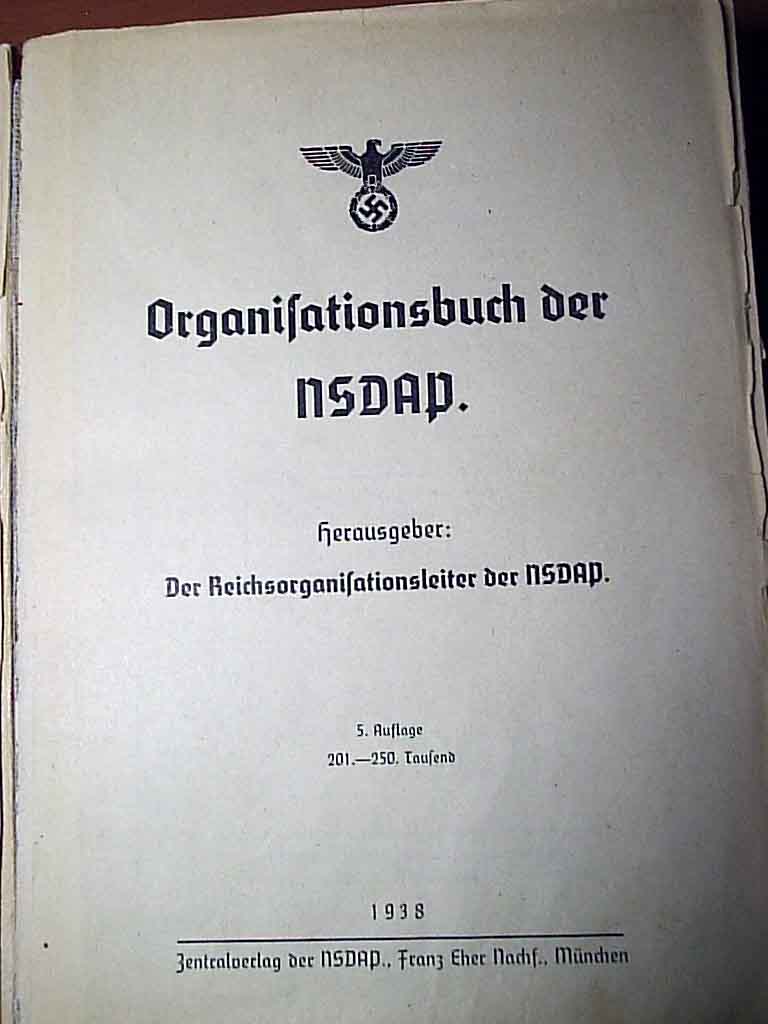 Organiſationsbuch der
NSDAP.
Herausgeber:
Der Reichsorganiſationsleiter der NSDAP.
5. Auflage
201.—250. Tauſend
1938
Zentralverlag der NSDAP., Franz Eher Nachf., München